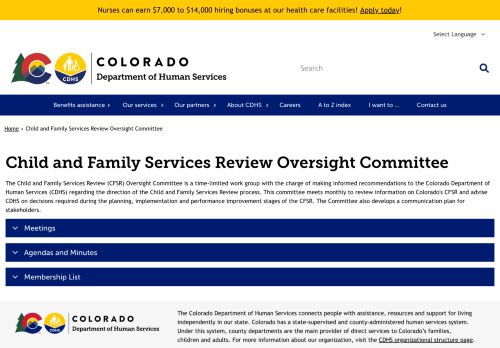 Nurses can earn $7,000 to $14,000 hiring bonuses at our health care facilities! Apply today!
Select Language
COLORADO
Department of Human Services
CDHS
Search
Benefits assistance
Our services
Our partners
About CDHS
Careers
A to Z index
I want to ...
Contact us
Home › Child and Family Services Review Oversight Committee
Child and Family Services Review Oversight Committee
The Child and Family Services Review (CFSR) Oversight Committee is a time-limited work group with the charge of making informed recommendations to the Colorado Department of
Human Services (CDHS) regarding the direction of the Child and Family Services Review process. This committee meets monthly to review information on Colorado's CFSR and advise
CDHS on decisions required during the planning, implementation and performance improvement stages of the CFSR. The Committee also develops a communication plan for
stakeholders.
Meetings
Agendas and Minutes
Membership List
COLORADO
Department of Human Services
CDHS
The Colorado Department of Human Services connects people with assistance, resources and support for living
independently in our state. Colorado has a state-supervised and county-administered human services system.
Under this system, county departments are the main provider of direct services to Colorado's families,
children and adults. For more information about our organization, visit the CDHS organizational structure page.